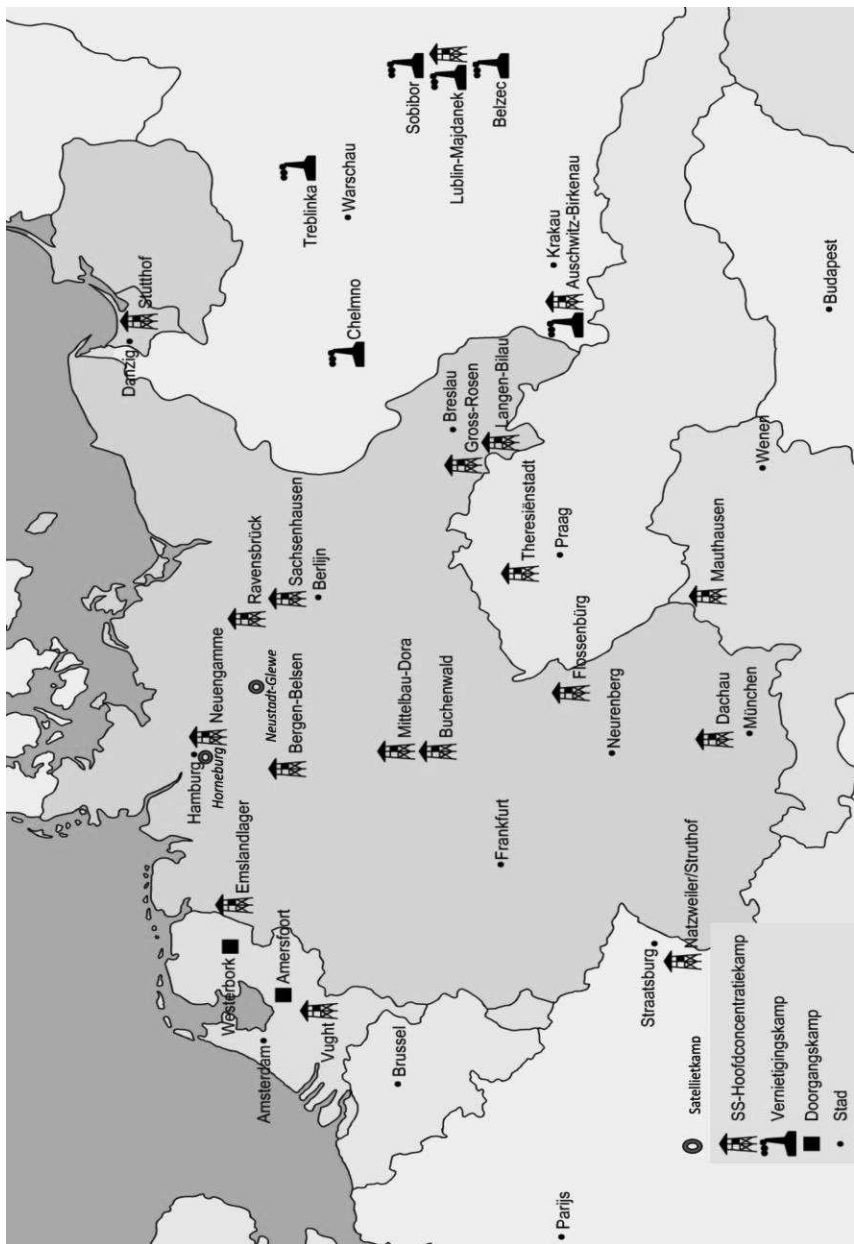 Danzig
Stutthof
Hamburg
Neuengamme
Horneburg
Ravensbrück
Emslandlager
Westerbork
Neustadt-Glewe
Sachsenhausen
Bergen-Belsen
Berlijn
Treblinka
Warschau
Amsterdam
Amersfoort
Vught
Chelmno
Sobibor
Lublin-Majdanek
Belzec
Mittelbau-Dora
Buchenwald
Brussel
Breslau
Gross-Rosen
Langen-Bilau
Frankfurt
Theresiënstadt
Praag
Krakau
Auschwitz-Birkenau
Flossenbürg
Neurenberg
Parijs
Straatsburg
Natzweiler/Struthof
Dachau
München
Mauthausen
Wenen
Budapest
Satellietkamp
SS-Hoofdconcentratiekamp
Vernietigingskamp
Doorgangskamp
Stad